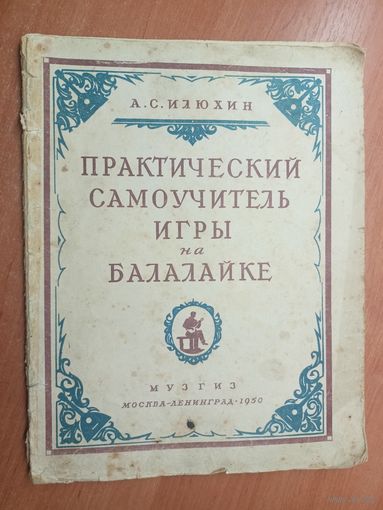 А. С. ИЛЮХИН
ПРАКТИЧЕСКИЙ
САМОУЧИТЕЛЬ
ИГРЫ
на
БАЛАЛАЙКЕ
МУЗГИЗ
МОСКВА-ЛЕНИНГРАД · 1950